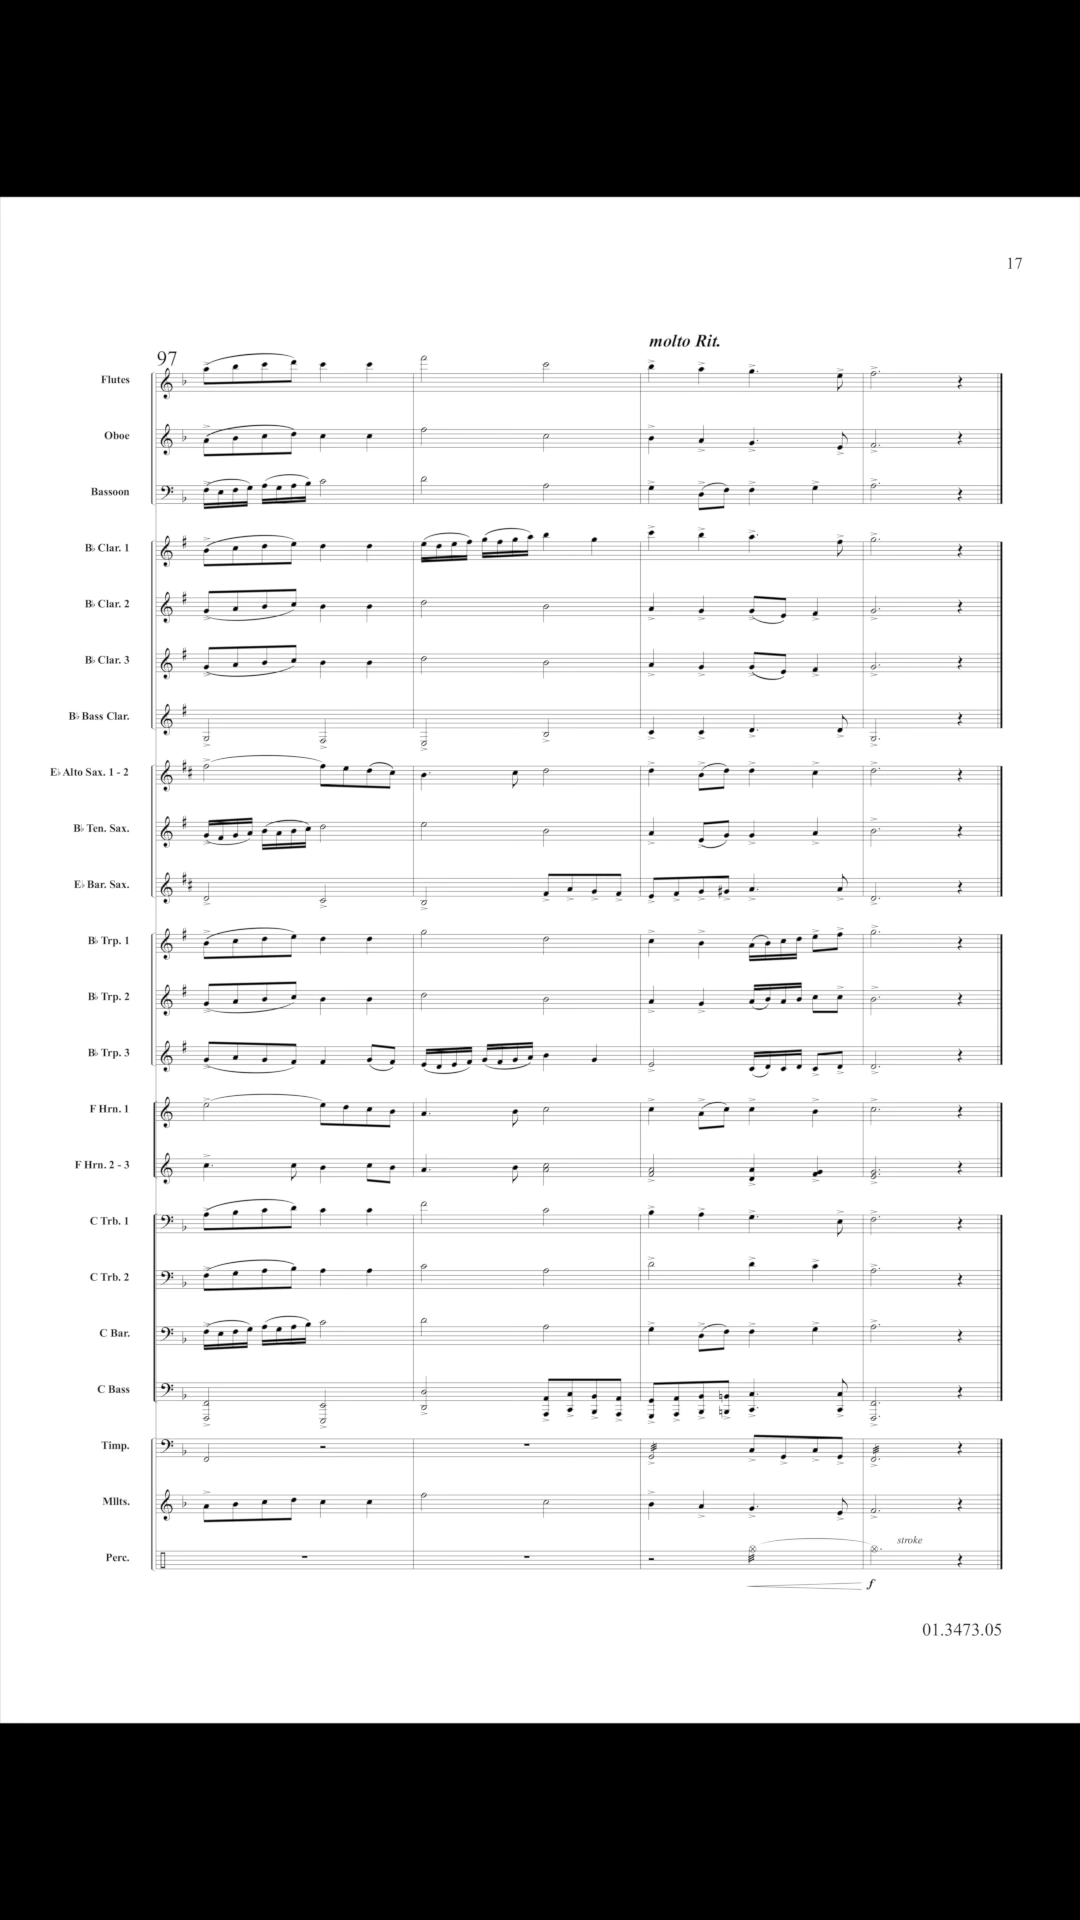 17
molto Rit.
97
Flutes
Oboe
Bassoon
B♭ Clar. 1
B♭ Clar. 2
B♭ Clar. 3
B♭ Bass Clar.
E♭ Alto Sax. 1 - 2
B♭ Ten. Sax.
E♭ Bar. Sax.
B♭ Trp. 1
B♭ Trp. 2
B♭ Trp. 3
F Hrn. 1
F Hrn. 2 - 3
C Trb. 1
C Trb. 2
C Bar.
C Bass
Timp.
Mllts.
stroke
Perc.
f
01.3473.05